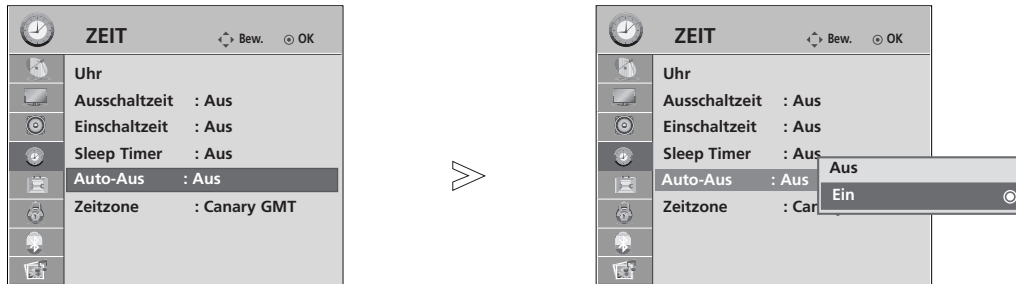 ZEIT Bew. OK
Uhr
Ausschaltzeit : Aus
Einschaltzeit : Aus
Sleep Timer : Aus
Auto-Aus : Aus
Zeitzone : Canary GMT
ZEIT Bew. OK
Uhr
Ausschaltzeit : Aus
Einschaltzeit : Aus
Sleep Timer : Aus
Auto-Aus : Aus
Zeitzone : Can
Aus
Ein